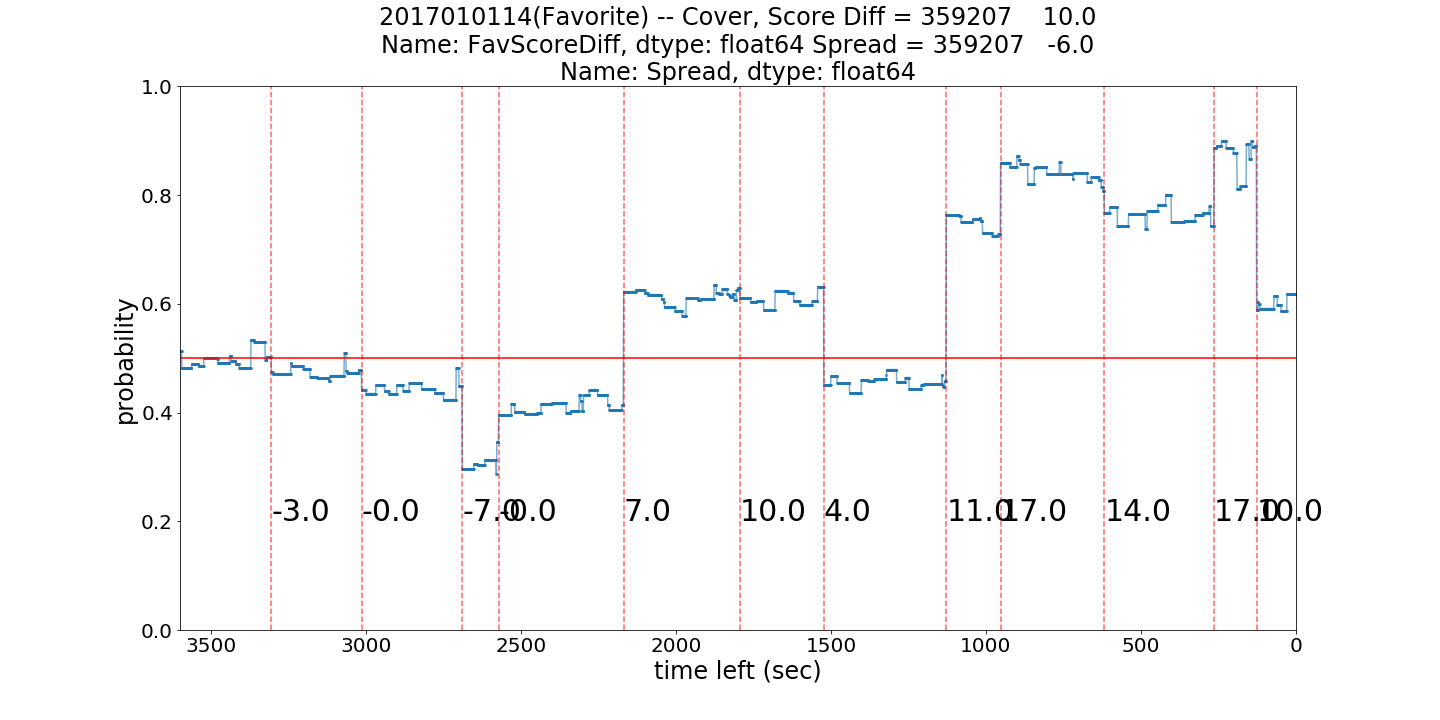 2017010114(Favorite) -- Cover, Score Diff = 359207    10.0
Name: FavScoreDiff, dtype: float64 Spread = 359207   -6.0
Name: Spread, dtype: float64
1.0
0.8
0.6
0.4
0.2
0.0
probability
-3.0 -0.0 -7.0 -0.0 7.0 10.0 4.0 11.0 17.0 14.0 17.0 10.0
3500 3000 2500 2000 1500 1000 500 0
time left (sec)